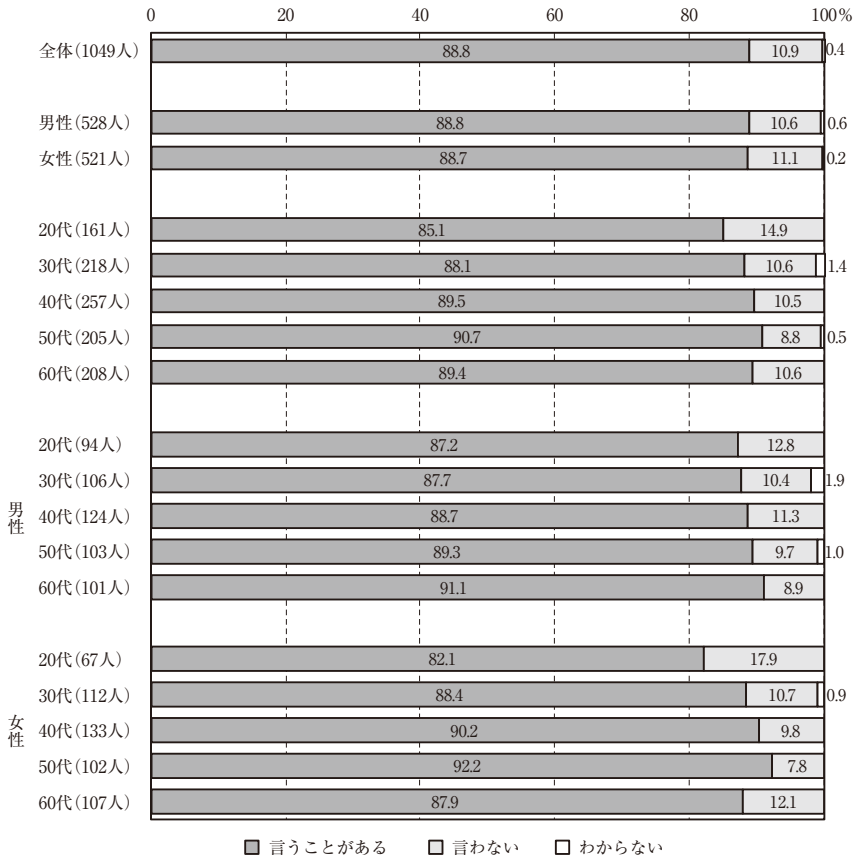 0 20 40 60 80 100%
全体(1049人) 88.8 10.9 0.4
男性(528人) 88.8 10.6 0.6
女性(521人) 88.7 11.1 0.2
20代(161人) 85.1 14.9
30代(218人) 88.1 10.6 1.4
40代(257人) 89.5 10.5
50代(205人) 90.7 8.8 0.5
60代(208人) 89.4 10.6
男性
20代(94人) 87.2 12.8
30代(106人) 87.7 10.4 1.9
40代(124人) 88.7 11.3
50代(103人) 89.3 9.7 1.0
60代(101人) 91.1 8.9
女性
20代(67人) 82.1 17.9
30代(112人) 88.4 10.7 0.9
40代(133人) 90.2 9.8
50代(102人) 92.2 7.8
60代(107人) 87.9 12.1
言うことがある 言わない わからない